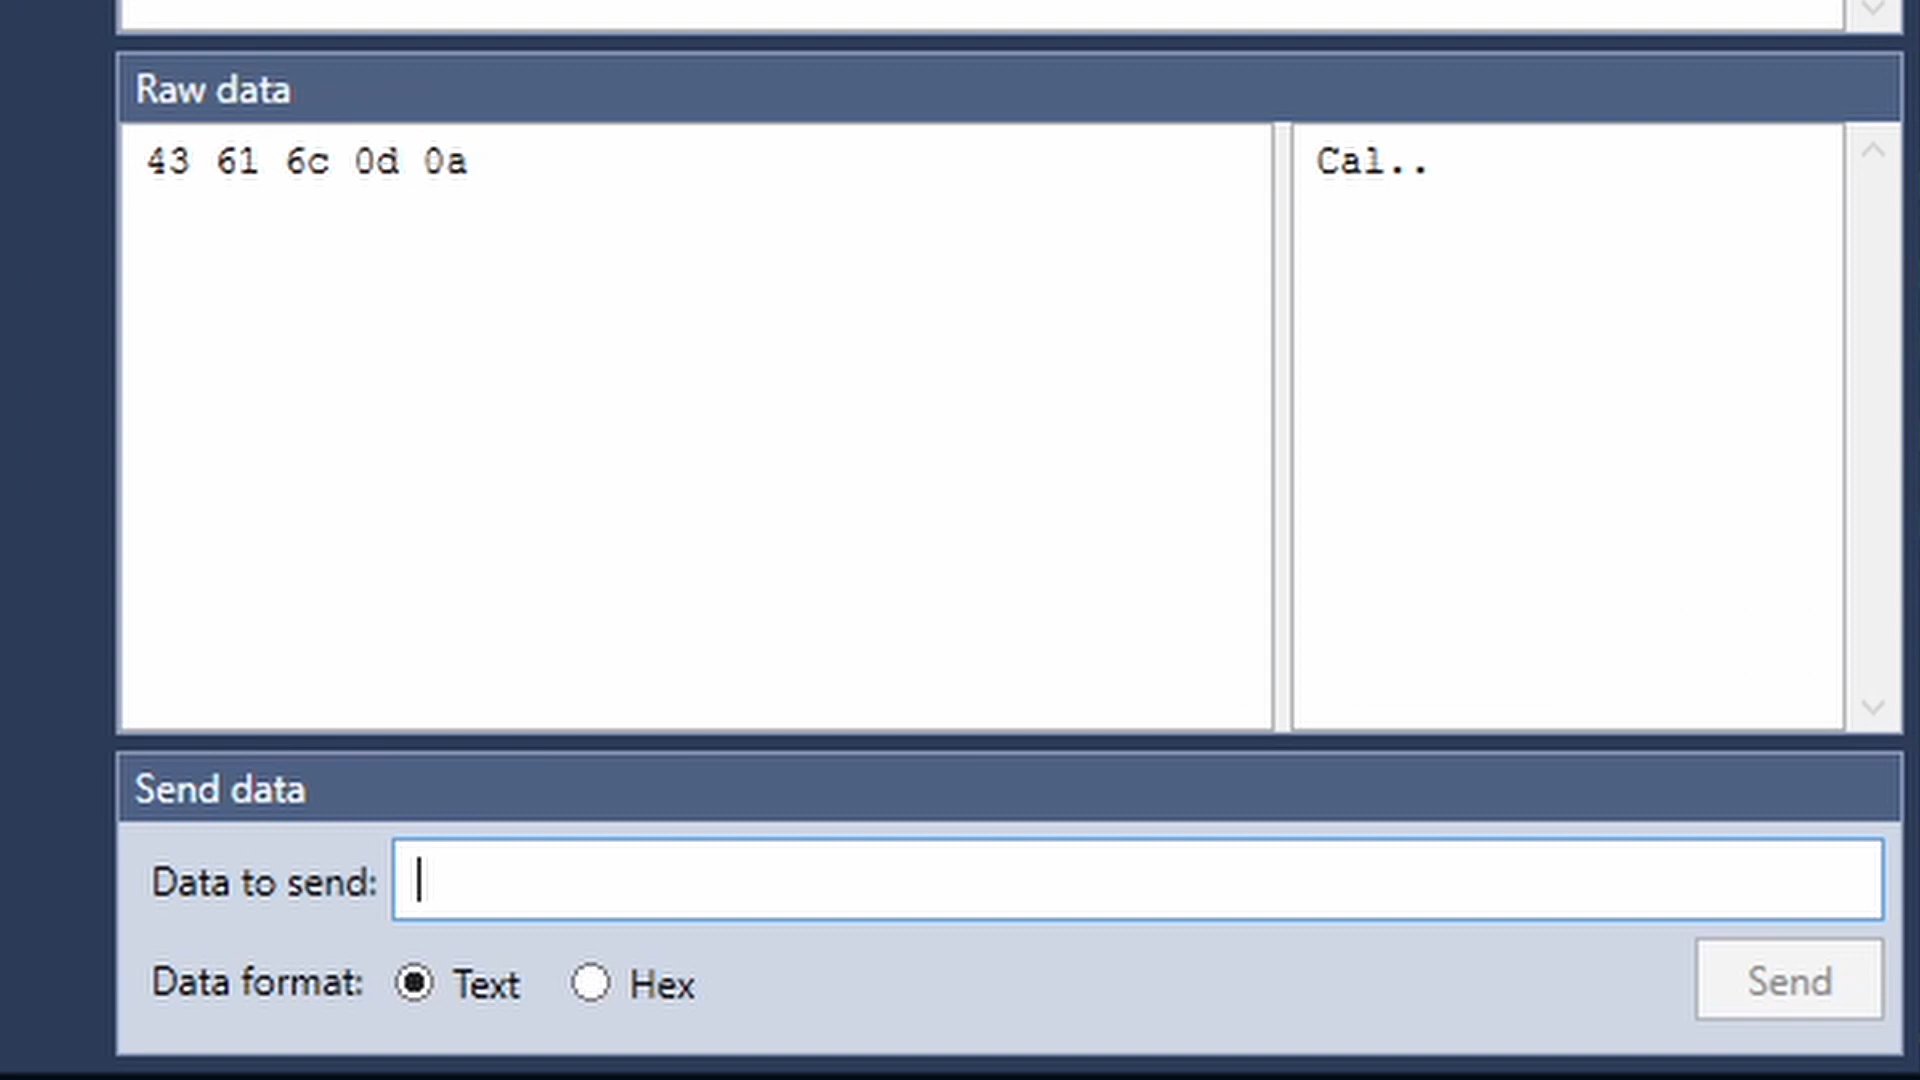 Raw data
43 61 6c 0d 0a
Cal..
Send data
Data to send:
Data format: Text Hex
Send